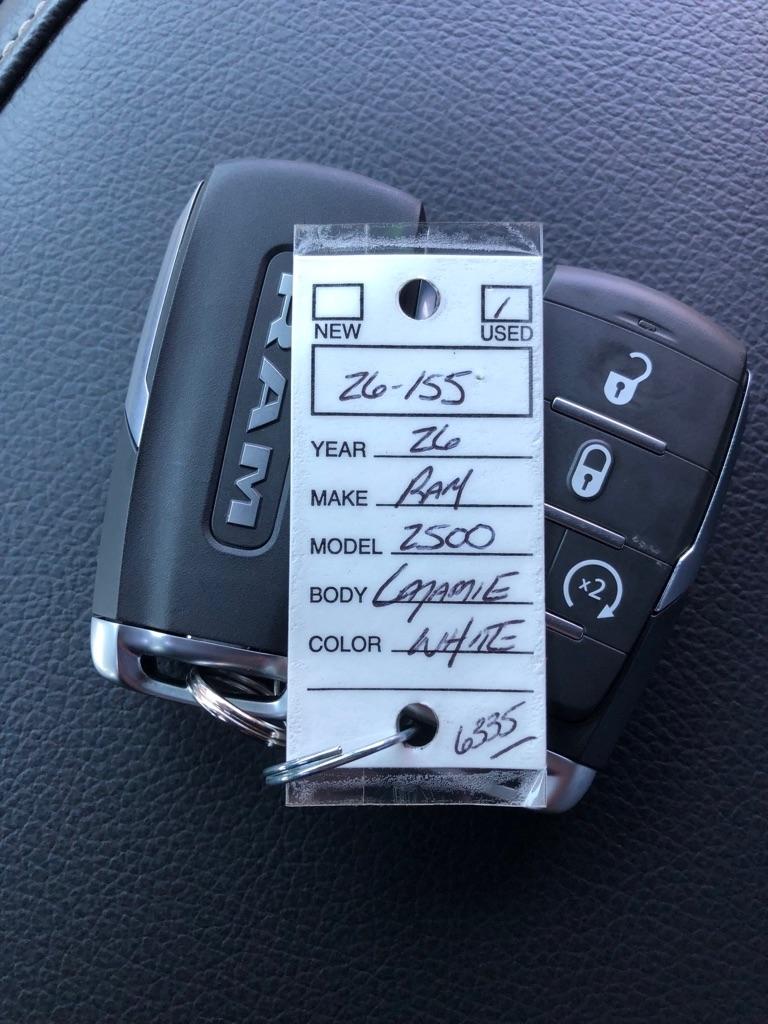 RAM
NEW
/ USED
26-155
YEAR 26
MAKE RAM
MODEL 2500
BODY LARAMIE
COLOR WHITE
6335
x2